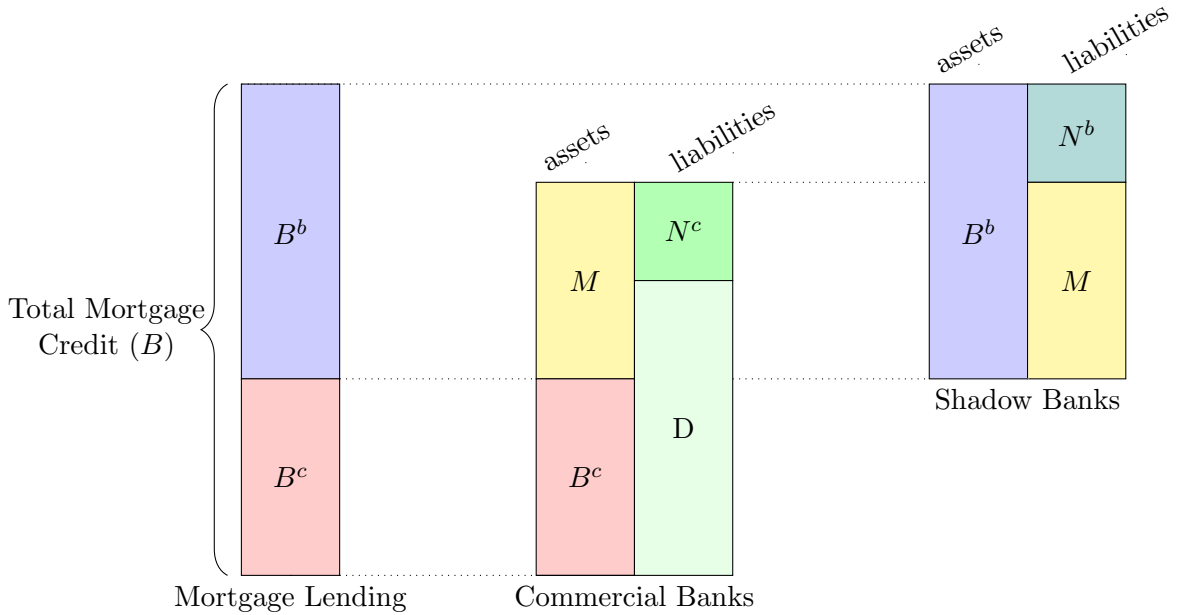 assets
liabilities
assets
liabilities
N^b
B^b
N^c
B^b
M
M
Total Mortgage
Credit (B)
Shadow Banks
D
B^c
B^c
Mortgage Lending
Commercial Banks